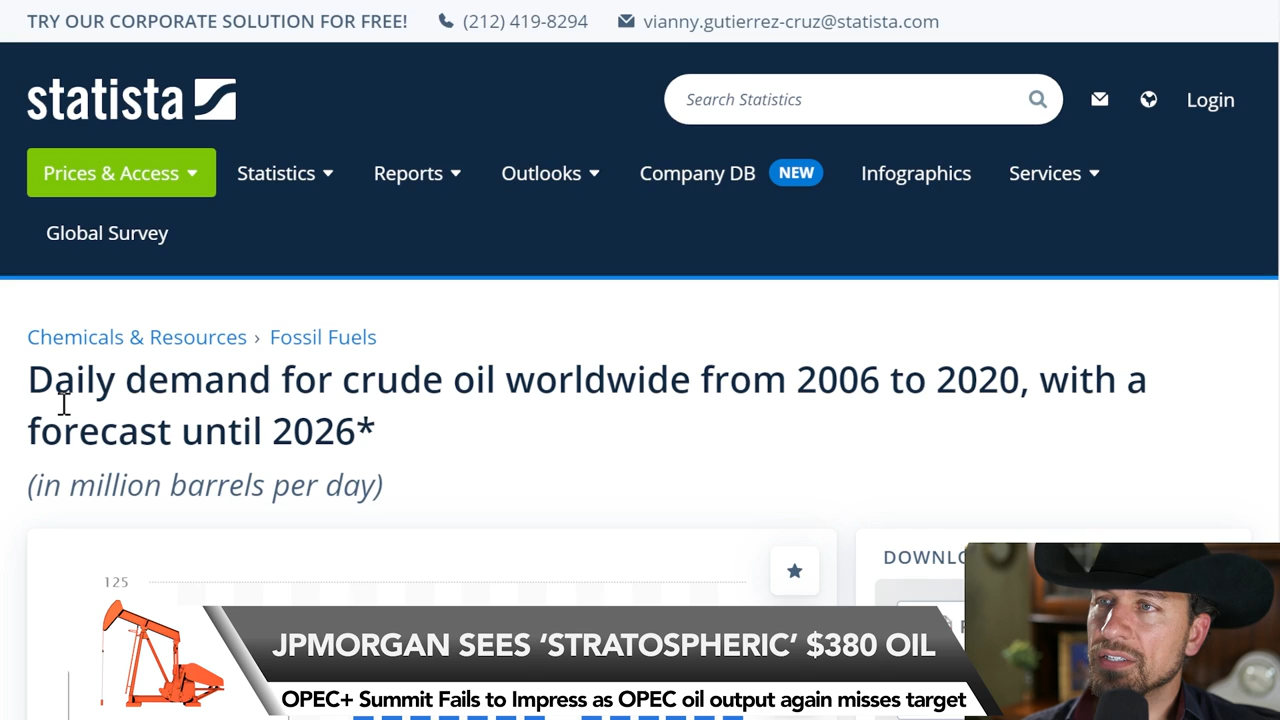 TRY OUR CORPORATE SOLUTION FOR FREE! (212) 419-8294 vianny.gutierrez-cruz@statista.com
statista
Search Statistics
Login
Prices & Access
Statistics
Reports
Outlooks
Company DB NEW
Infographics
Services
Global Survey
Chemicals & Resources › Fossil Fuels
Daily demand for crude oil worldwide from 2006 to 2020, with a
forecast until 2026*
(in million barrels per day)
125
JPMORGAN SEES ‘STRATOSPHERIC’ $380 OIL
OPEC+ Summit Fails to Impress as OPEC oil output again misses target